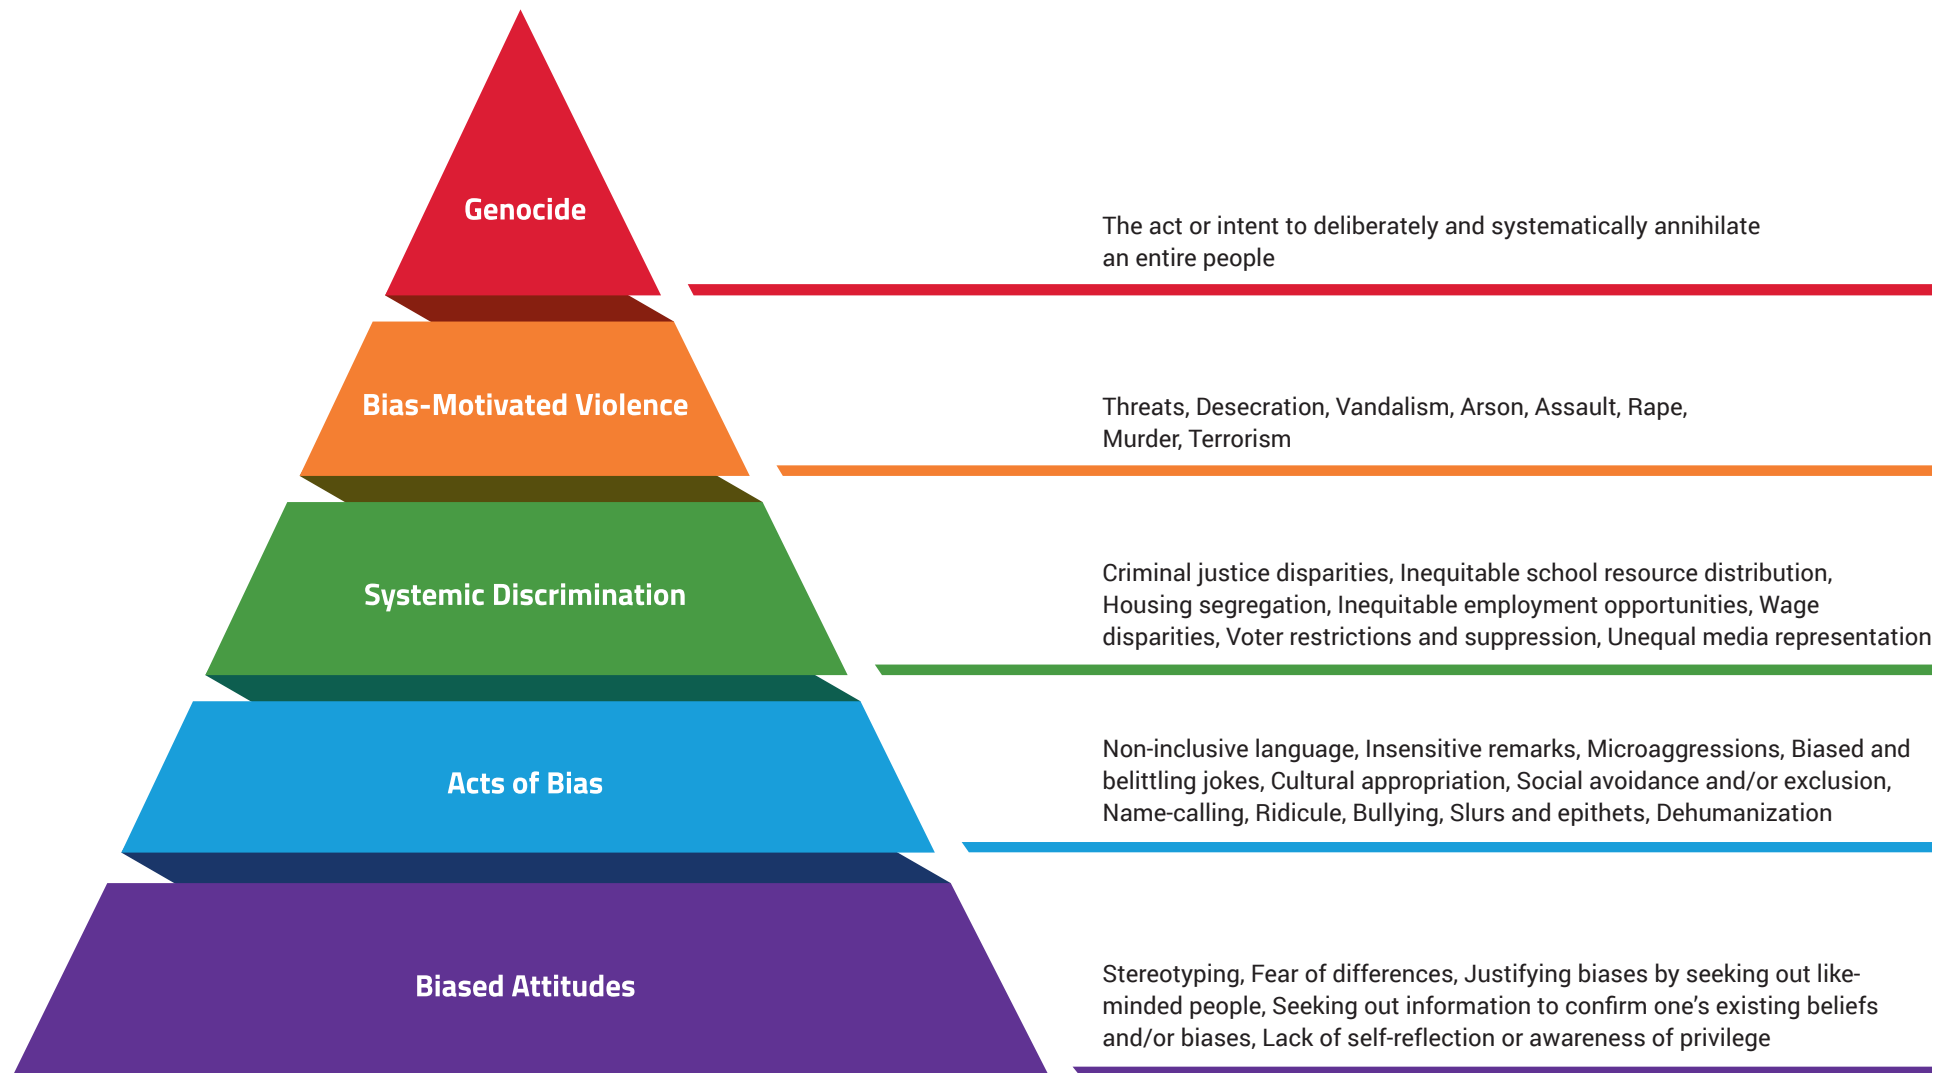 Genocide
The act or intent to deliberately and systematically annihilate
an entire people
Bias-Motivated Violence
Threats, Desecration, Vandalism, Arson, Assault, Rape,
Murder, Terrorism
Systemic Discrimination
Criminal justice disparities, Inequitable school resource distribution,
Housing segregation, Inequitable employment opportunities, Wage
disparities, Voter restrictions and suppression, Unequal media representation
Acts of Bias
Non-inclusive language, Insensitive remarks, Microaggressions, Biased and
belittling jokes, Cultural appropriation, Social avoidance and/or exclusion,
Name-calling, Ridicule, Bullying, Slurs and epithets, Dehumanization
Biased Attitudes
Stereotyping, Fear of differences, Justifying biases by seeking out like-
minded people, Seeking out information to confirm one’s existing beliefs
and/or biases, Lack of self-reflection or awareness of privilege